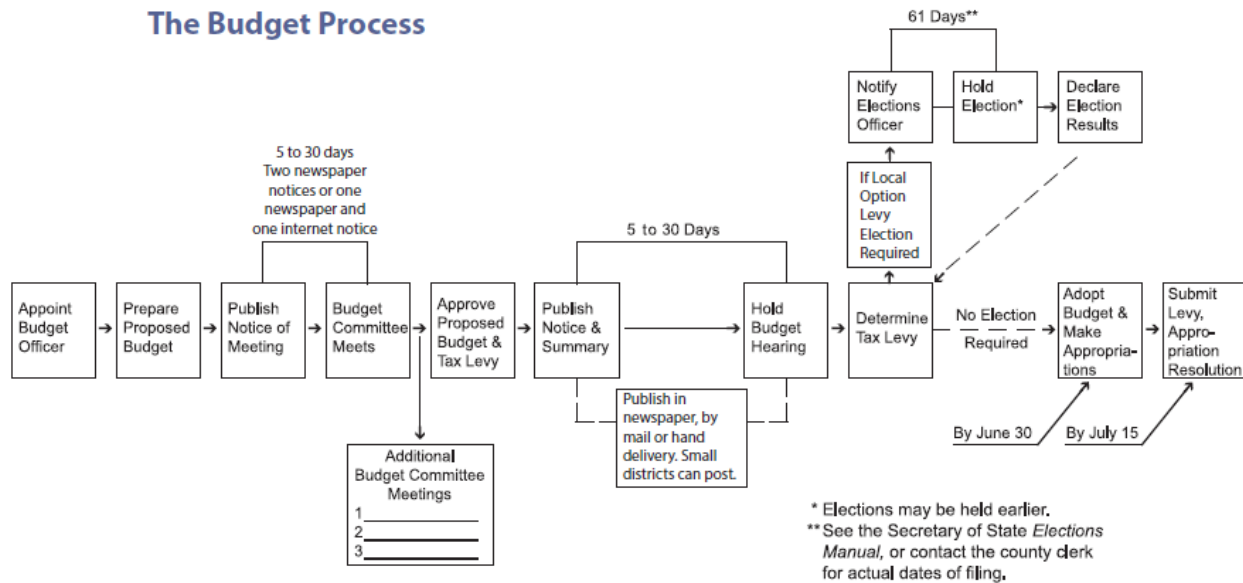 The Budget Process
61 Days**
Notify
Elections
Officer
Hold
Election*
Declare
Election
Results
5 to 30 days
Two newspaper
notices or one
newspaper and
one internet notice
If Local
Option
Levy
Election
Required
5 to 30 Days
Appoint
Budget
Officer
Prepare
Proposed
Budget
Publish
Notice of
Meeting
Budget
Committee
Meets
Approve
Proposed
Budget &
Tax Levy
Publish
Notice &
Summary
Hold
Budget
Hearing
Determine
Tax Levy
No Election
Required
Adopt
Budget &
Make
Appropria-
tions
Submit
Levy,
Appro-
priation
Resolution
Publish in
newspaper, by
mail or hand
delivery. Small
districts can post.
By June 30
By July 15
Additional
Budget Committee
Meetings
1
2
3
* Elections may be held earlier.
** See the Secretary of State Elections
Manual, or contact the county clerk
for actual dates of filing.